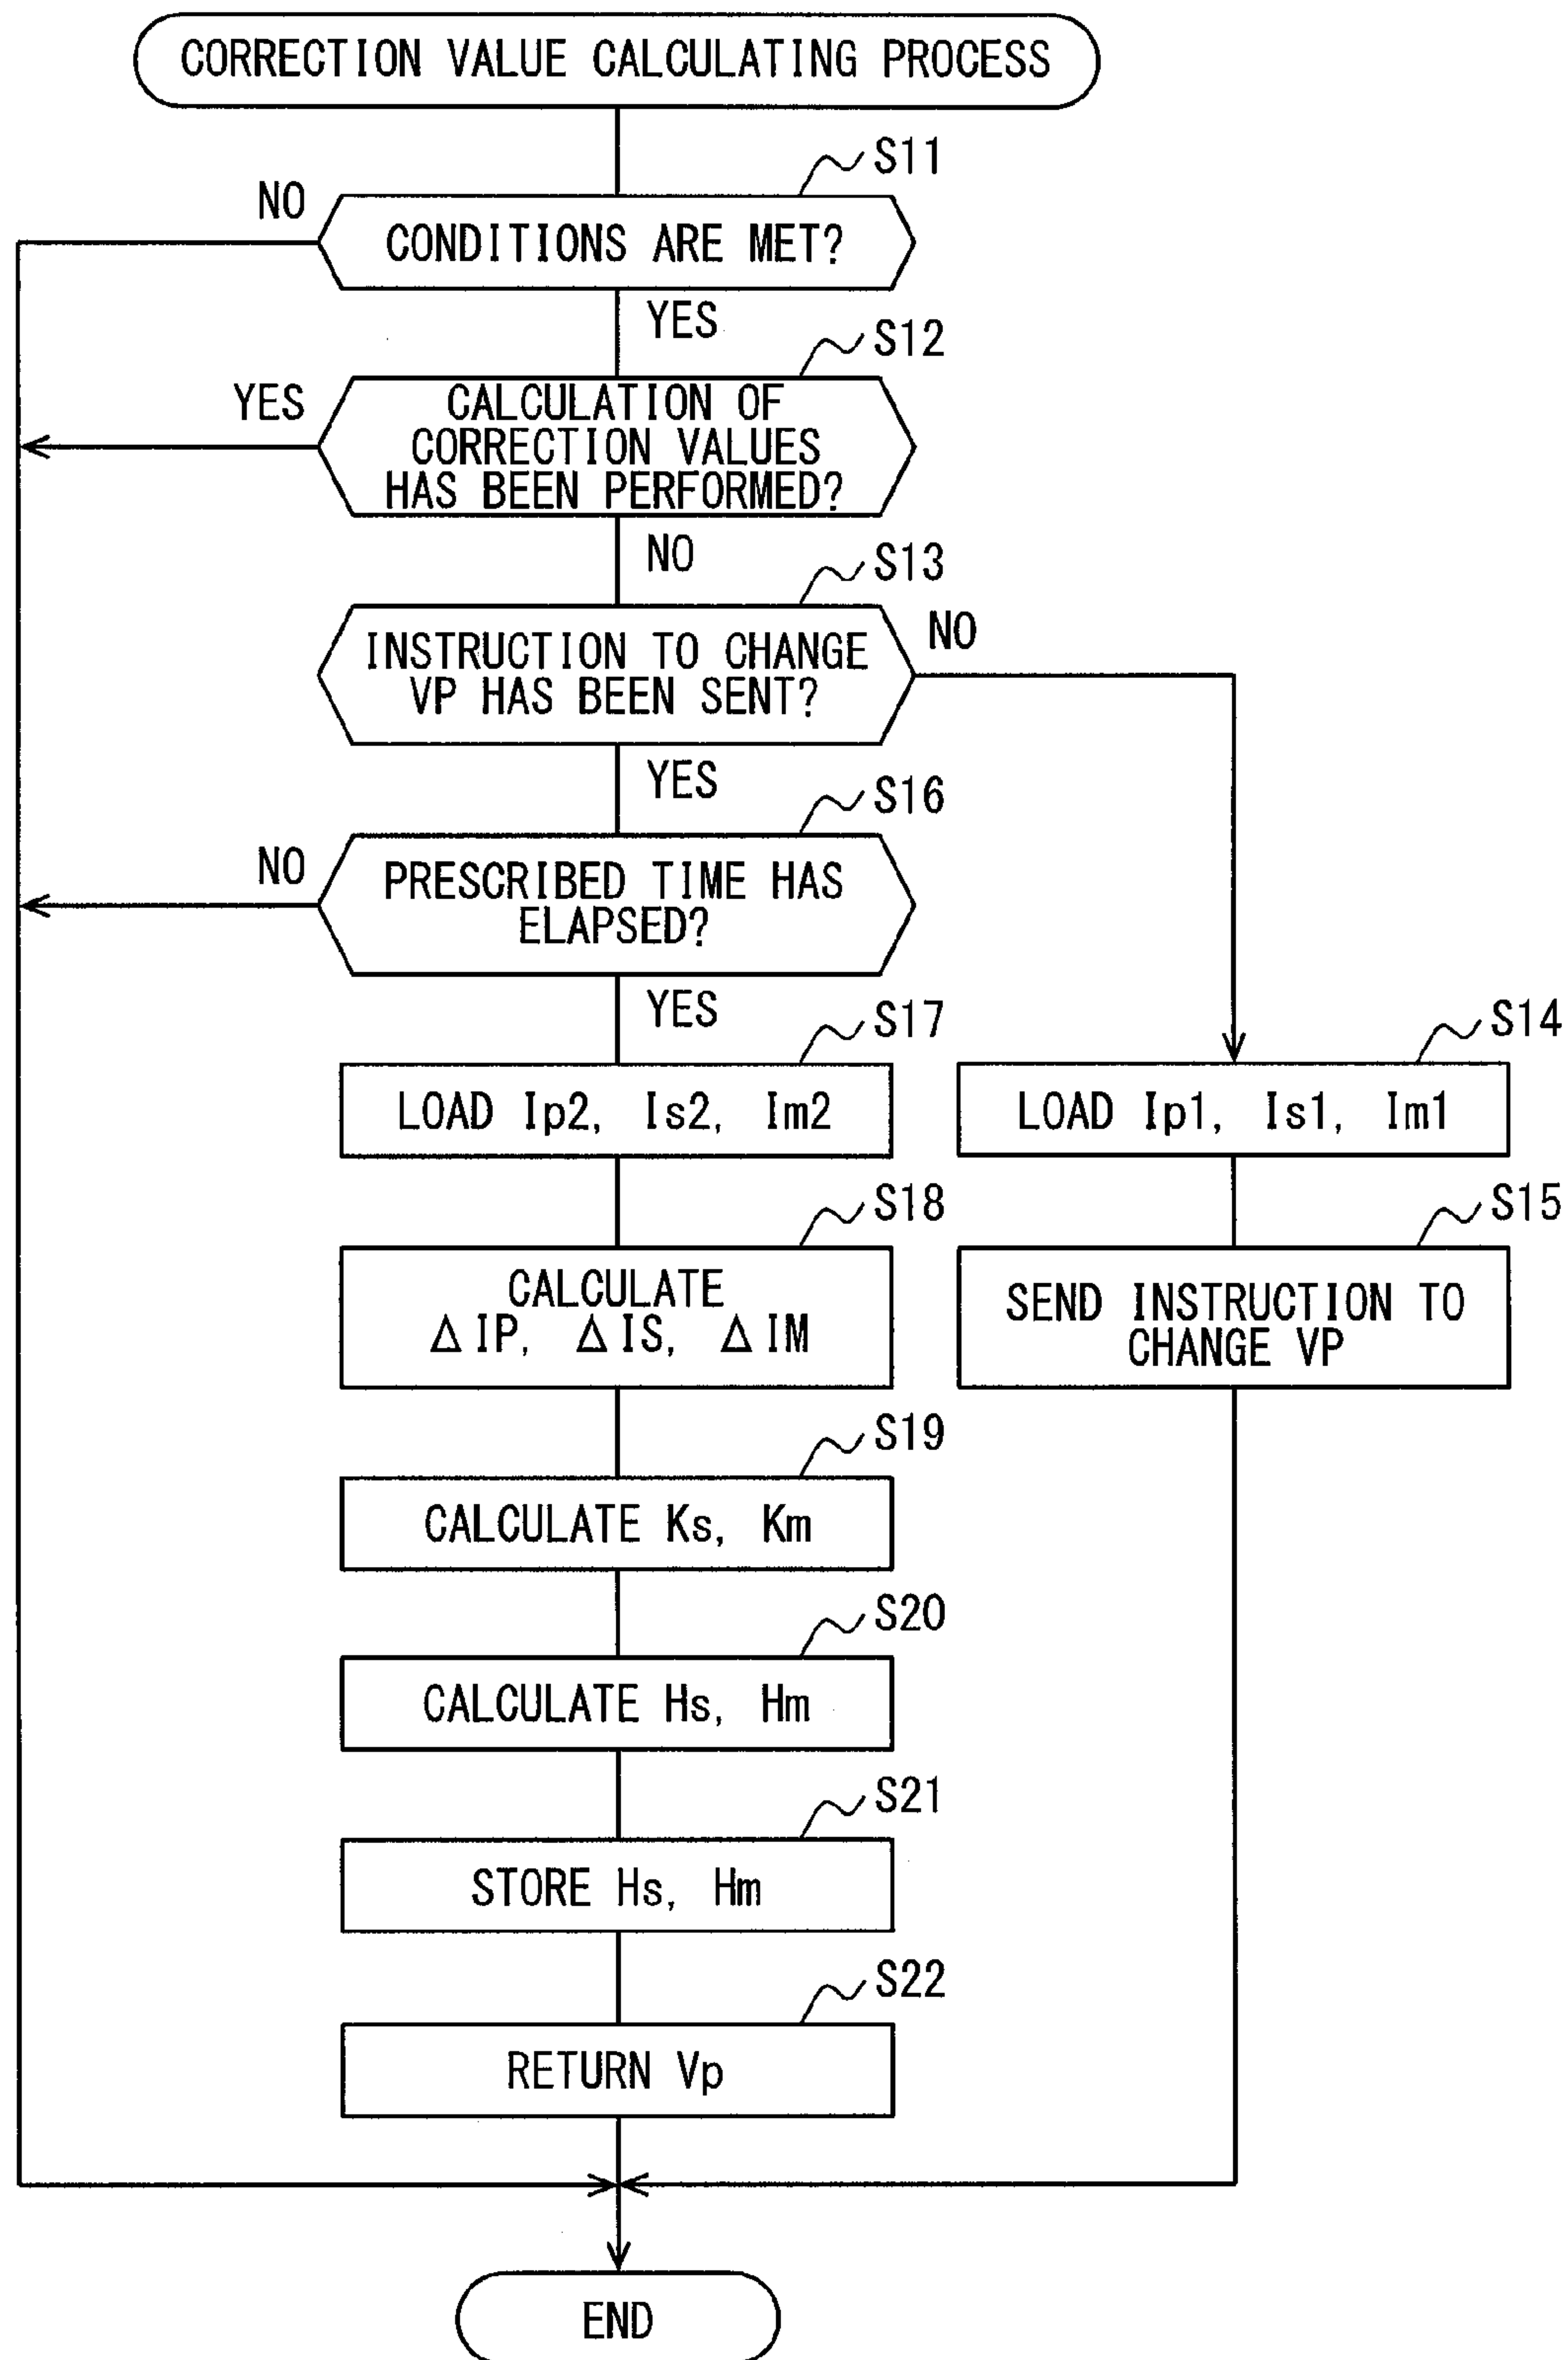 CORRECTION VALUE CALCULATING PROCESS
S11
NO
CONDITIONS ARE MET?
YES
S12
YES
CALCULATION OF
CORRECTION VALUES
HAS BEEN PERFORMED?
NO
S13
NO
INSTRUCTION TO CHANGE
VP HAS BEEN SENT?
YES
S16
NO
PRESCRIBED TIME HAS
ELAPSED?
YES
S17
LOAD Ip2, Is2, Im2
S14
LOAD Ip1, Is1, Im1
S18
CALCULATE
Δ IP, Δ IS, Δ IM
S15
SEND INSTRUCTION TO
CHANGE VP
S19
CALCULATE Ks, Km
S20
CALCULATE Hs, Hm
S21
STORE Hs, Hm
S22
RETURN Vp
END